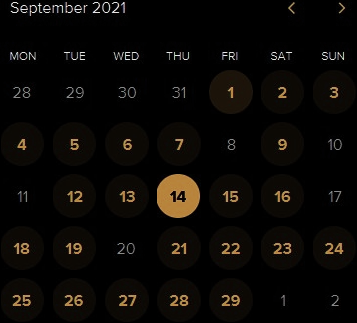 September 2021
MON TUE WED THU FRI SAT SUN
28 29 30 31 1 2 3
4 5 6 7 8 9 10
11 12 13 14 15 16 17
18 19 20 21 22 23 24
25 26 27 28 29 1 2